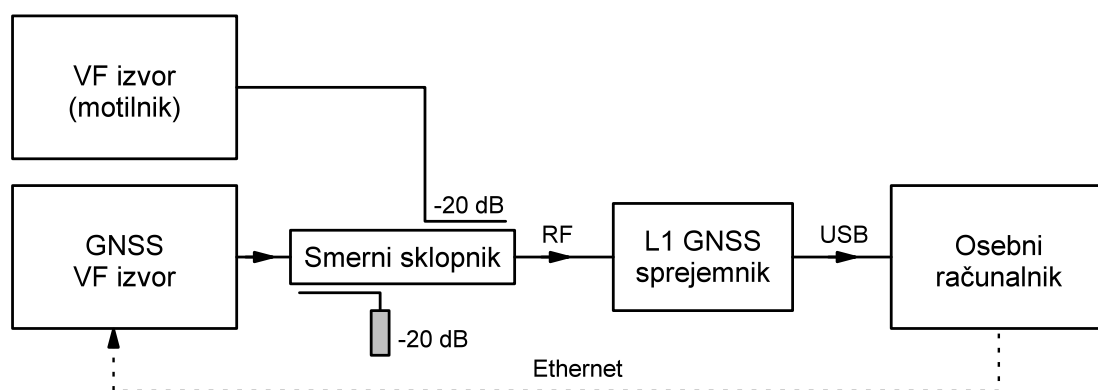 VF izvor
(motilnik)
GNSS
VF izvor
-20 dB
Smerni sklopnik
-20 dB
RF
L1 GNSS
sprejemnik
USB
Osebni
računalnik
Ethernet